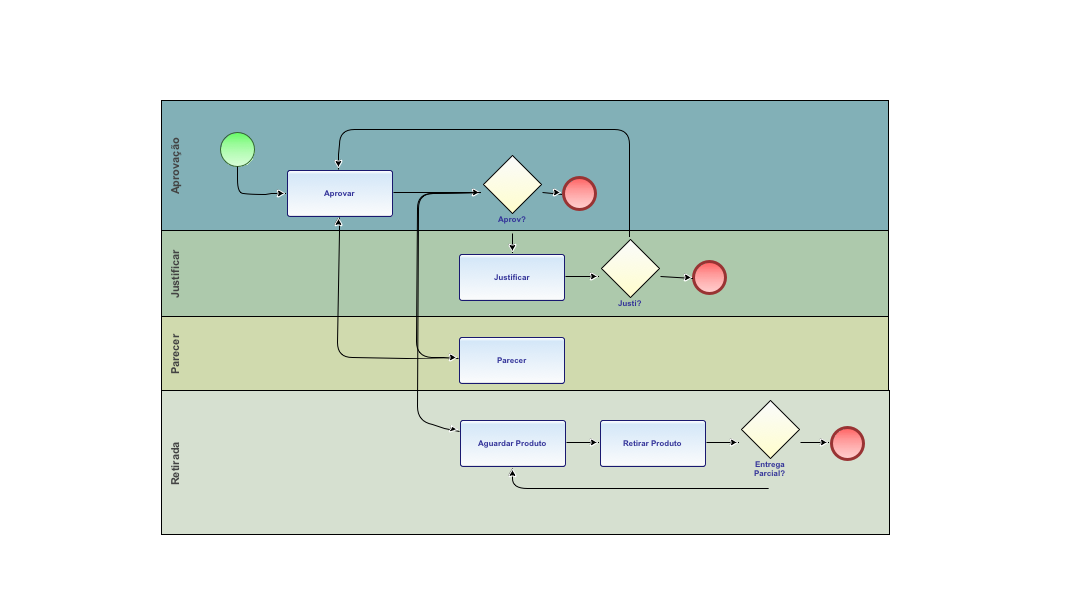 Aprovação
Aprovar
Aprov?
Justificar
Justificar
Justi?
Parecer
Parecer
Retirada
Aguardar Produto
Retirar Produto
Entrega
Parcial?